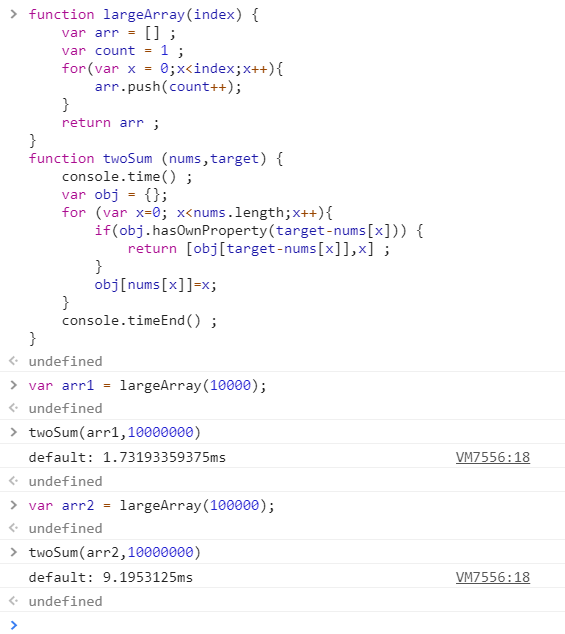 function largeArray(index) {
    var arr = [] ;
    var count = 1 ;
    for(var x = 0;x<index;x++){
        arr.push(count++);
    }
    return arr ;
}
function twoSum (nums,target) {
    console.time() ;
    var obj = {};
    for (var x=0; x<nums.length;x++){
        if(obj.hasOwnProperty(target-nums[x])) {
            return [obj[target-nums[x]],x] ;
        }
        obj[nums[x]]=x;
    }
    console.timeEnd() ;
}
undefined
var arr1 = largeArray(10000);
undefined
twoSum(arr1,10000000)
default: 1.73193359375ms VM7556:18
undefined
var arr2 = largeArray(100000);
undefined
twoSum(arr2,10000000)
default: 9.1953125ms VM7556:18
undefined